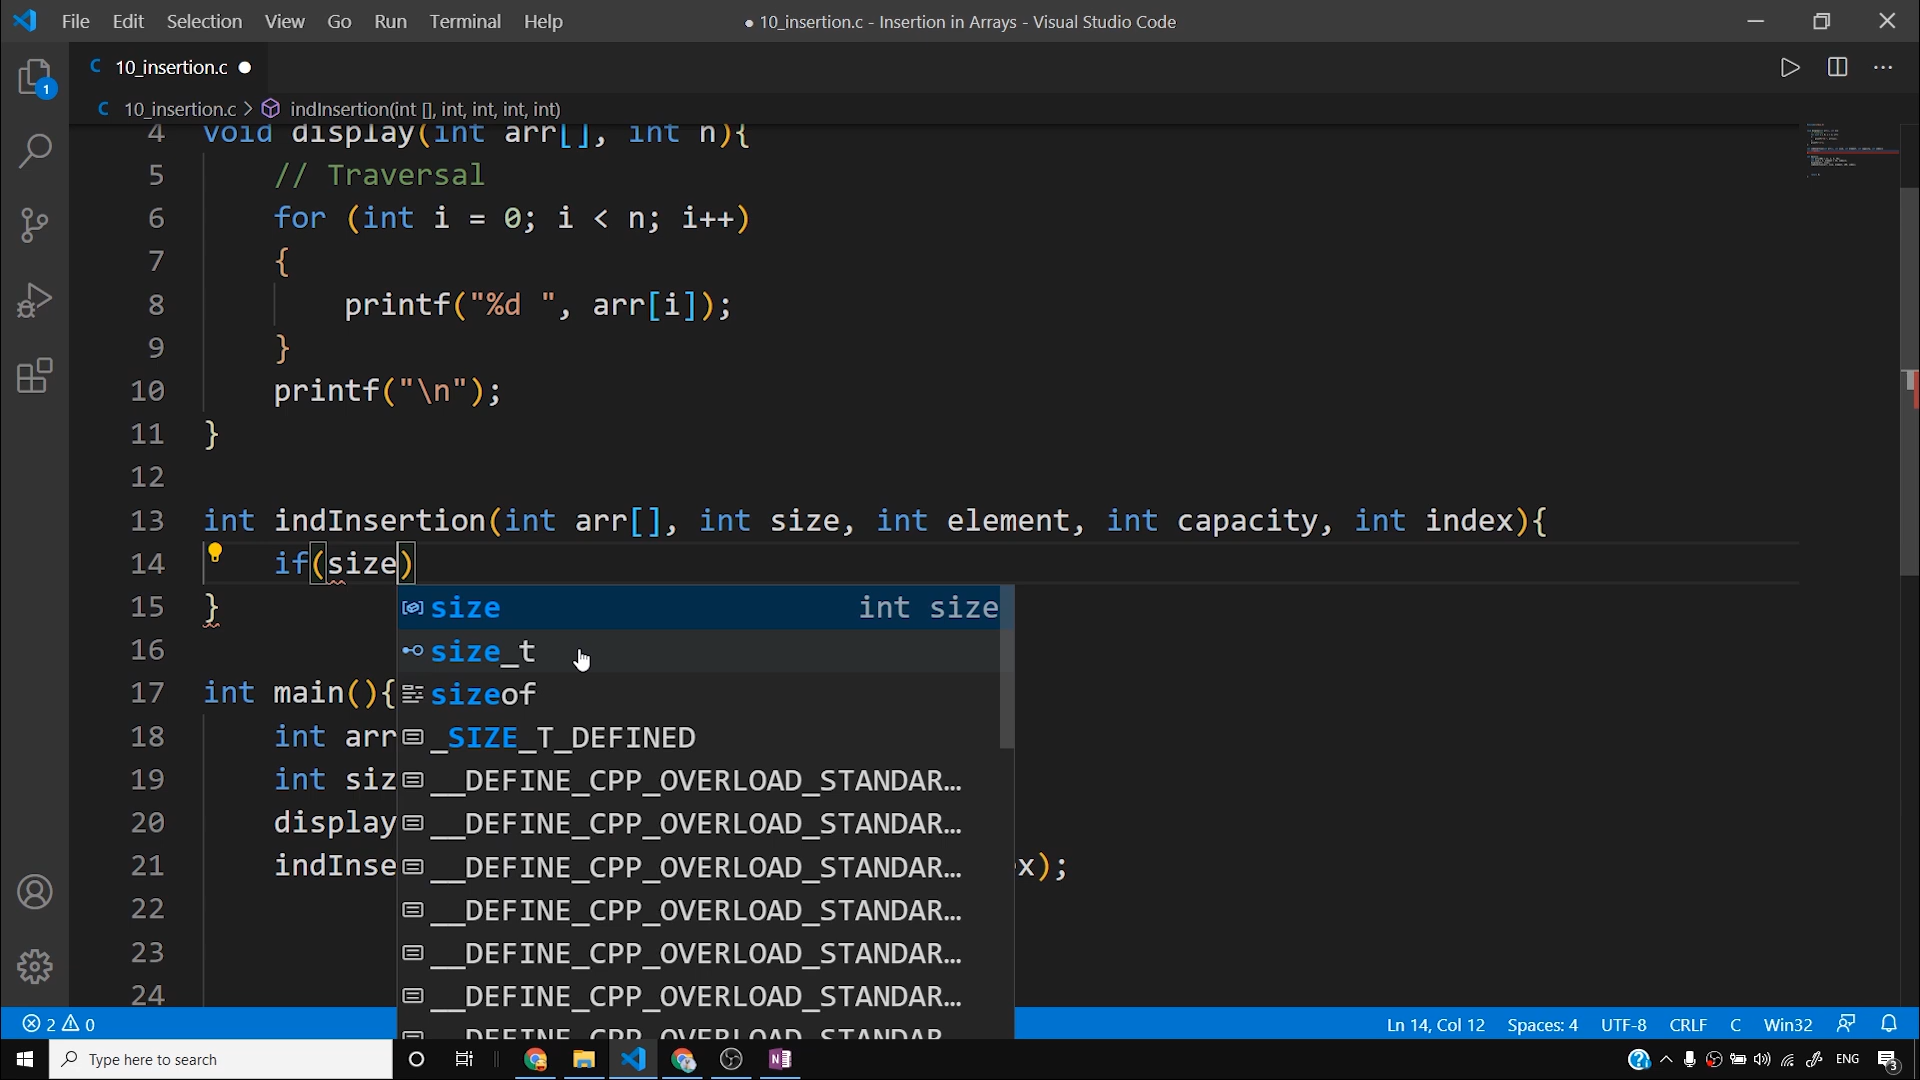 File Edit Selection View Go Run Terminal Help
● 10_insertion.c - Insertion in Arrays - Visual Studio Code
C 10_insertion.c ●
C 10_insertion.c > indInsertion(int [], int, int, int, int)
1
4 void display(int arr[], int n){
5 // Traversal
6 for (int i = 0; i < n; i++)
7 {
8 printf("%d ", arr[i]);
9 }
10 printf("\n");
11 }
12
13 int indInsertion(int arr[], int size, int element, int capacity, int index){
14 if(size)
15 }
16
17 int main(){
18 int arr
19 int siz
20 display
21 indInse x);
22
23
24
size int size
size_t
sizeof
_SIZE_T_DEFINED
__DEFINE_CPP_OVERLOAD_STANDAR…
__DEFINE_CPP_OVERLOAD_STANDAR…
__DEFINE_CPP_OVERLOAD_STANDAR…
__DEFINE_CPP_OVERLOAD_STANDAR…
__DEFINE_CPP_OVERLOAD_STANDAR…
__DEFINE_CPP_OVERLOAD_STANDAR…
2 0 Ln 14, Col 12 Spaces: 4 UTF-8 CRLF C Win32
Type here to search
ENG 3